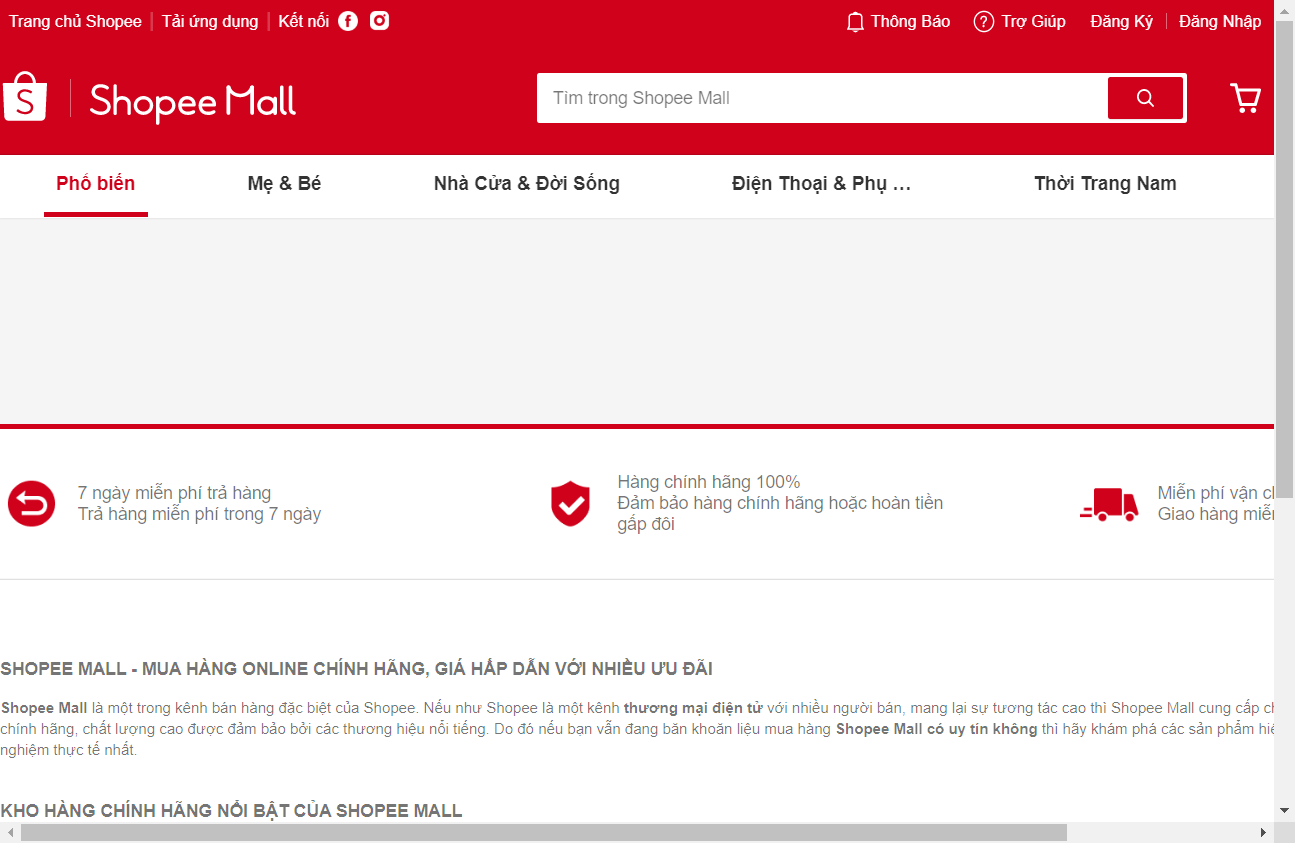 Trang chủ Shopee
Tải ứng dụng
Kết nối
Thông Báo
Trợ Giúp
Đăng Ký
Đăng Nhập
S
Shopee Mall
Tìm trong Shopee Mall
Phổ biến
Mẹ & Bé
Nhà Cửa & Đời Sống
Điện Thoại & Phụ ...
Thời Trang Nam
7 ngày miễn phí trả hàng
Trả hàng miễn phí trong 7 ngày
Hàng chính hãng 100%
Đảm bảo hàng chính hãng hoặc hoàn tiền
gấp đôi
Miễn phí vận
Giao hàng
SHOPEE MALL - MUA HÀNG ONLINE CHÍNH HÃNG, GIÁ HẤP DẪN VỚI NHIỀU ƯU ĐÃI
Shopee Mall là một trong kênh bán hàng đặc biệt của Shopee. Nếu như Shopee là một kênh thương mại điện tử với nhiều người bán, mang lại sự tương tác cao thì Shopee Mall cung cấp
chính hãng, chất lượng cao được đảm bảo bởi các thương hiệu nổi tiếng. Do đó nếu bạn vẫn đang băn khoăn liệu mua hàng Shopee Mall có uy tín không thì hãy khám phá các sản phẩm
nghiệm thực tế nhất.
KHO HÀNG CHÍNH HÃNG NỔI BẬT CỦA SHOPEE MALL